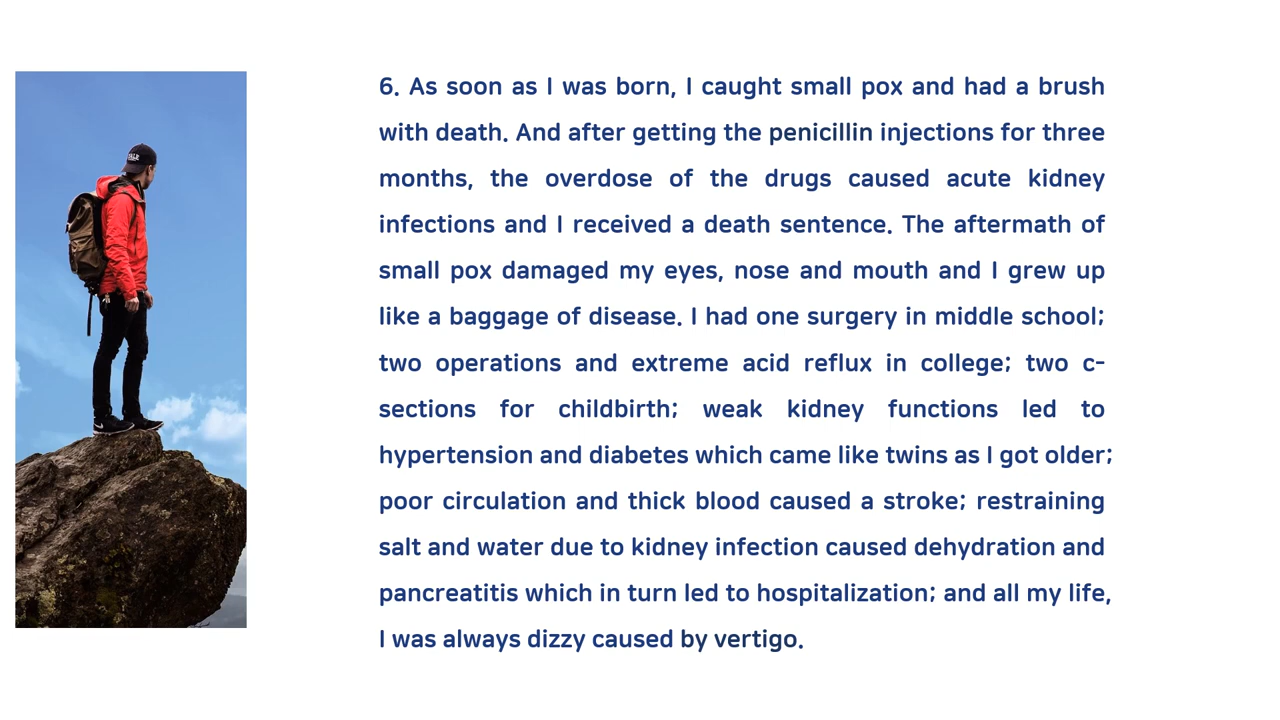 6. As soon as I was born, I caught small pox and had a brush
with death. And after getting the penicillin injections for three
months, the overdose of the drugs caused acute kidney
infections and I received a death sentence. The aftermath of
small pox damaged my eyes, nose and mouth and I grew up
like a baggage of disease. I had one surgery in middle school;
two operations and extreme acid reflux in college; two c-
sections for childbirth; weak kidney functions led to
hypertension and diabetes which came like twins as I got older;
poor circulation and thick blood caused a stroke; restraining
salt and water due to kidney infection caused dehydration and
pancreatitis which in turn led to hospitalization; and all my life,
I was always dizzy caused by vertigo.